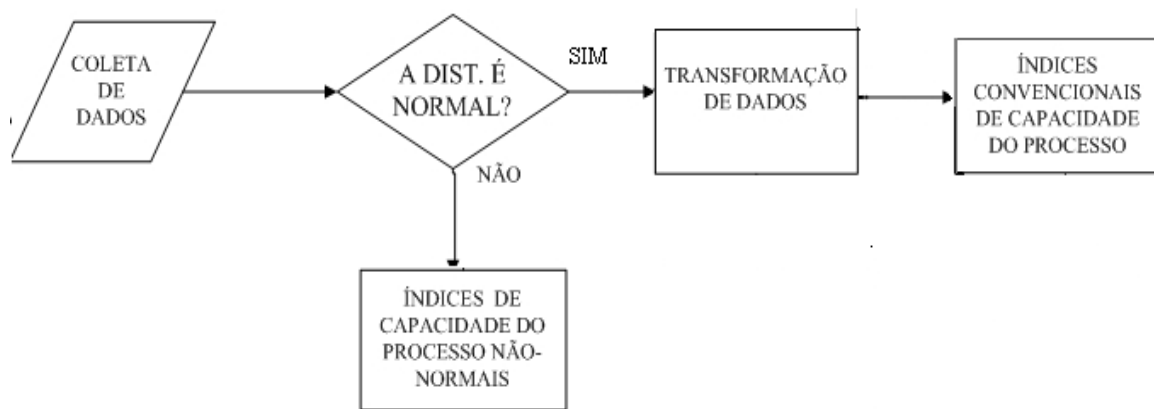 COLETA
DE
DADOS
A DIST. É
NORMAL?
SIM
NÃO
TRANSFORMAÇÃO
DE DADOS
ÍNDICES
CONVENCIONAIS
DE CAPACIDADE
DO PROCESSO
ÍNDICES DE
CAPACIDADE DO
PROCESSO NÃO-
NORMAIS